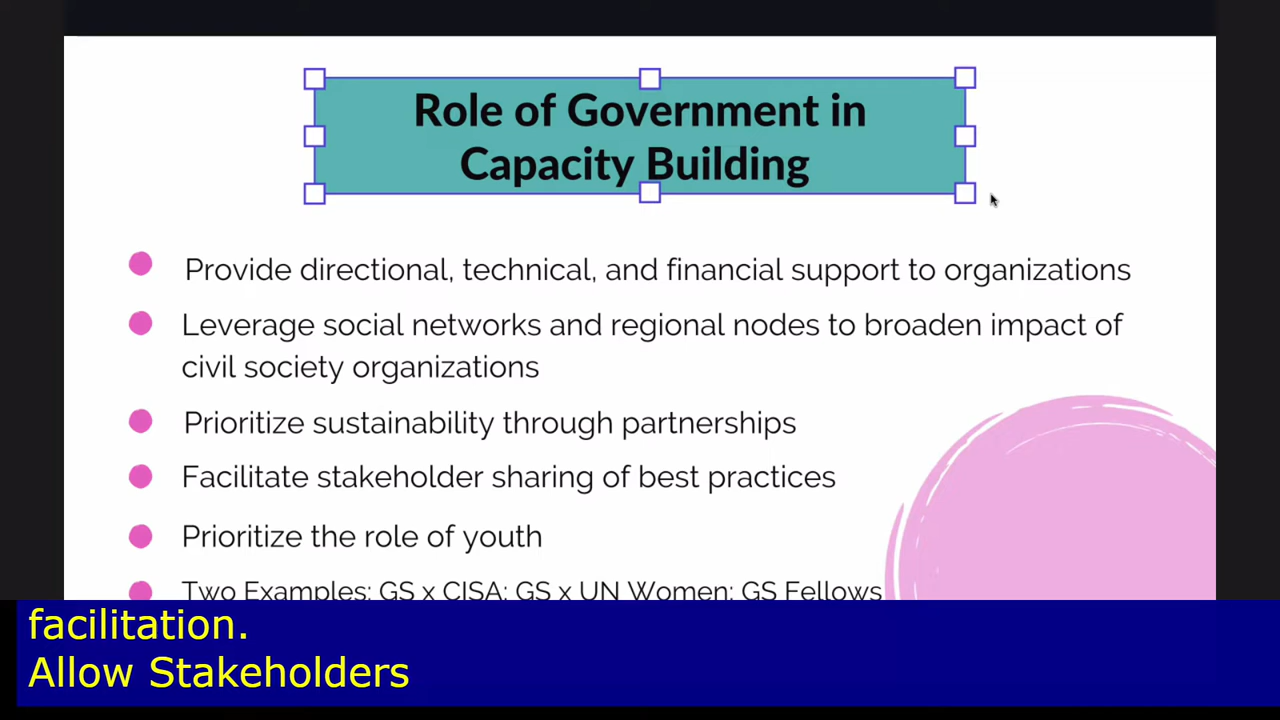 Role of Government in
Capacity Building
Provide directional, technical, and financial support to organizations
Leverage social networks and regional nodes to broaden impact of
civil society organizations
Prioritize sustainability through partnerships
Facilitate stakeholder sharing of best practices
Prioritize the role of youth
Two Examples: GS x CISA; GS x UN Women; GS Fellows
facilitation.
Allow Stakeholders